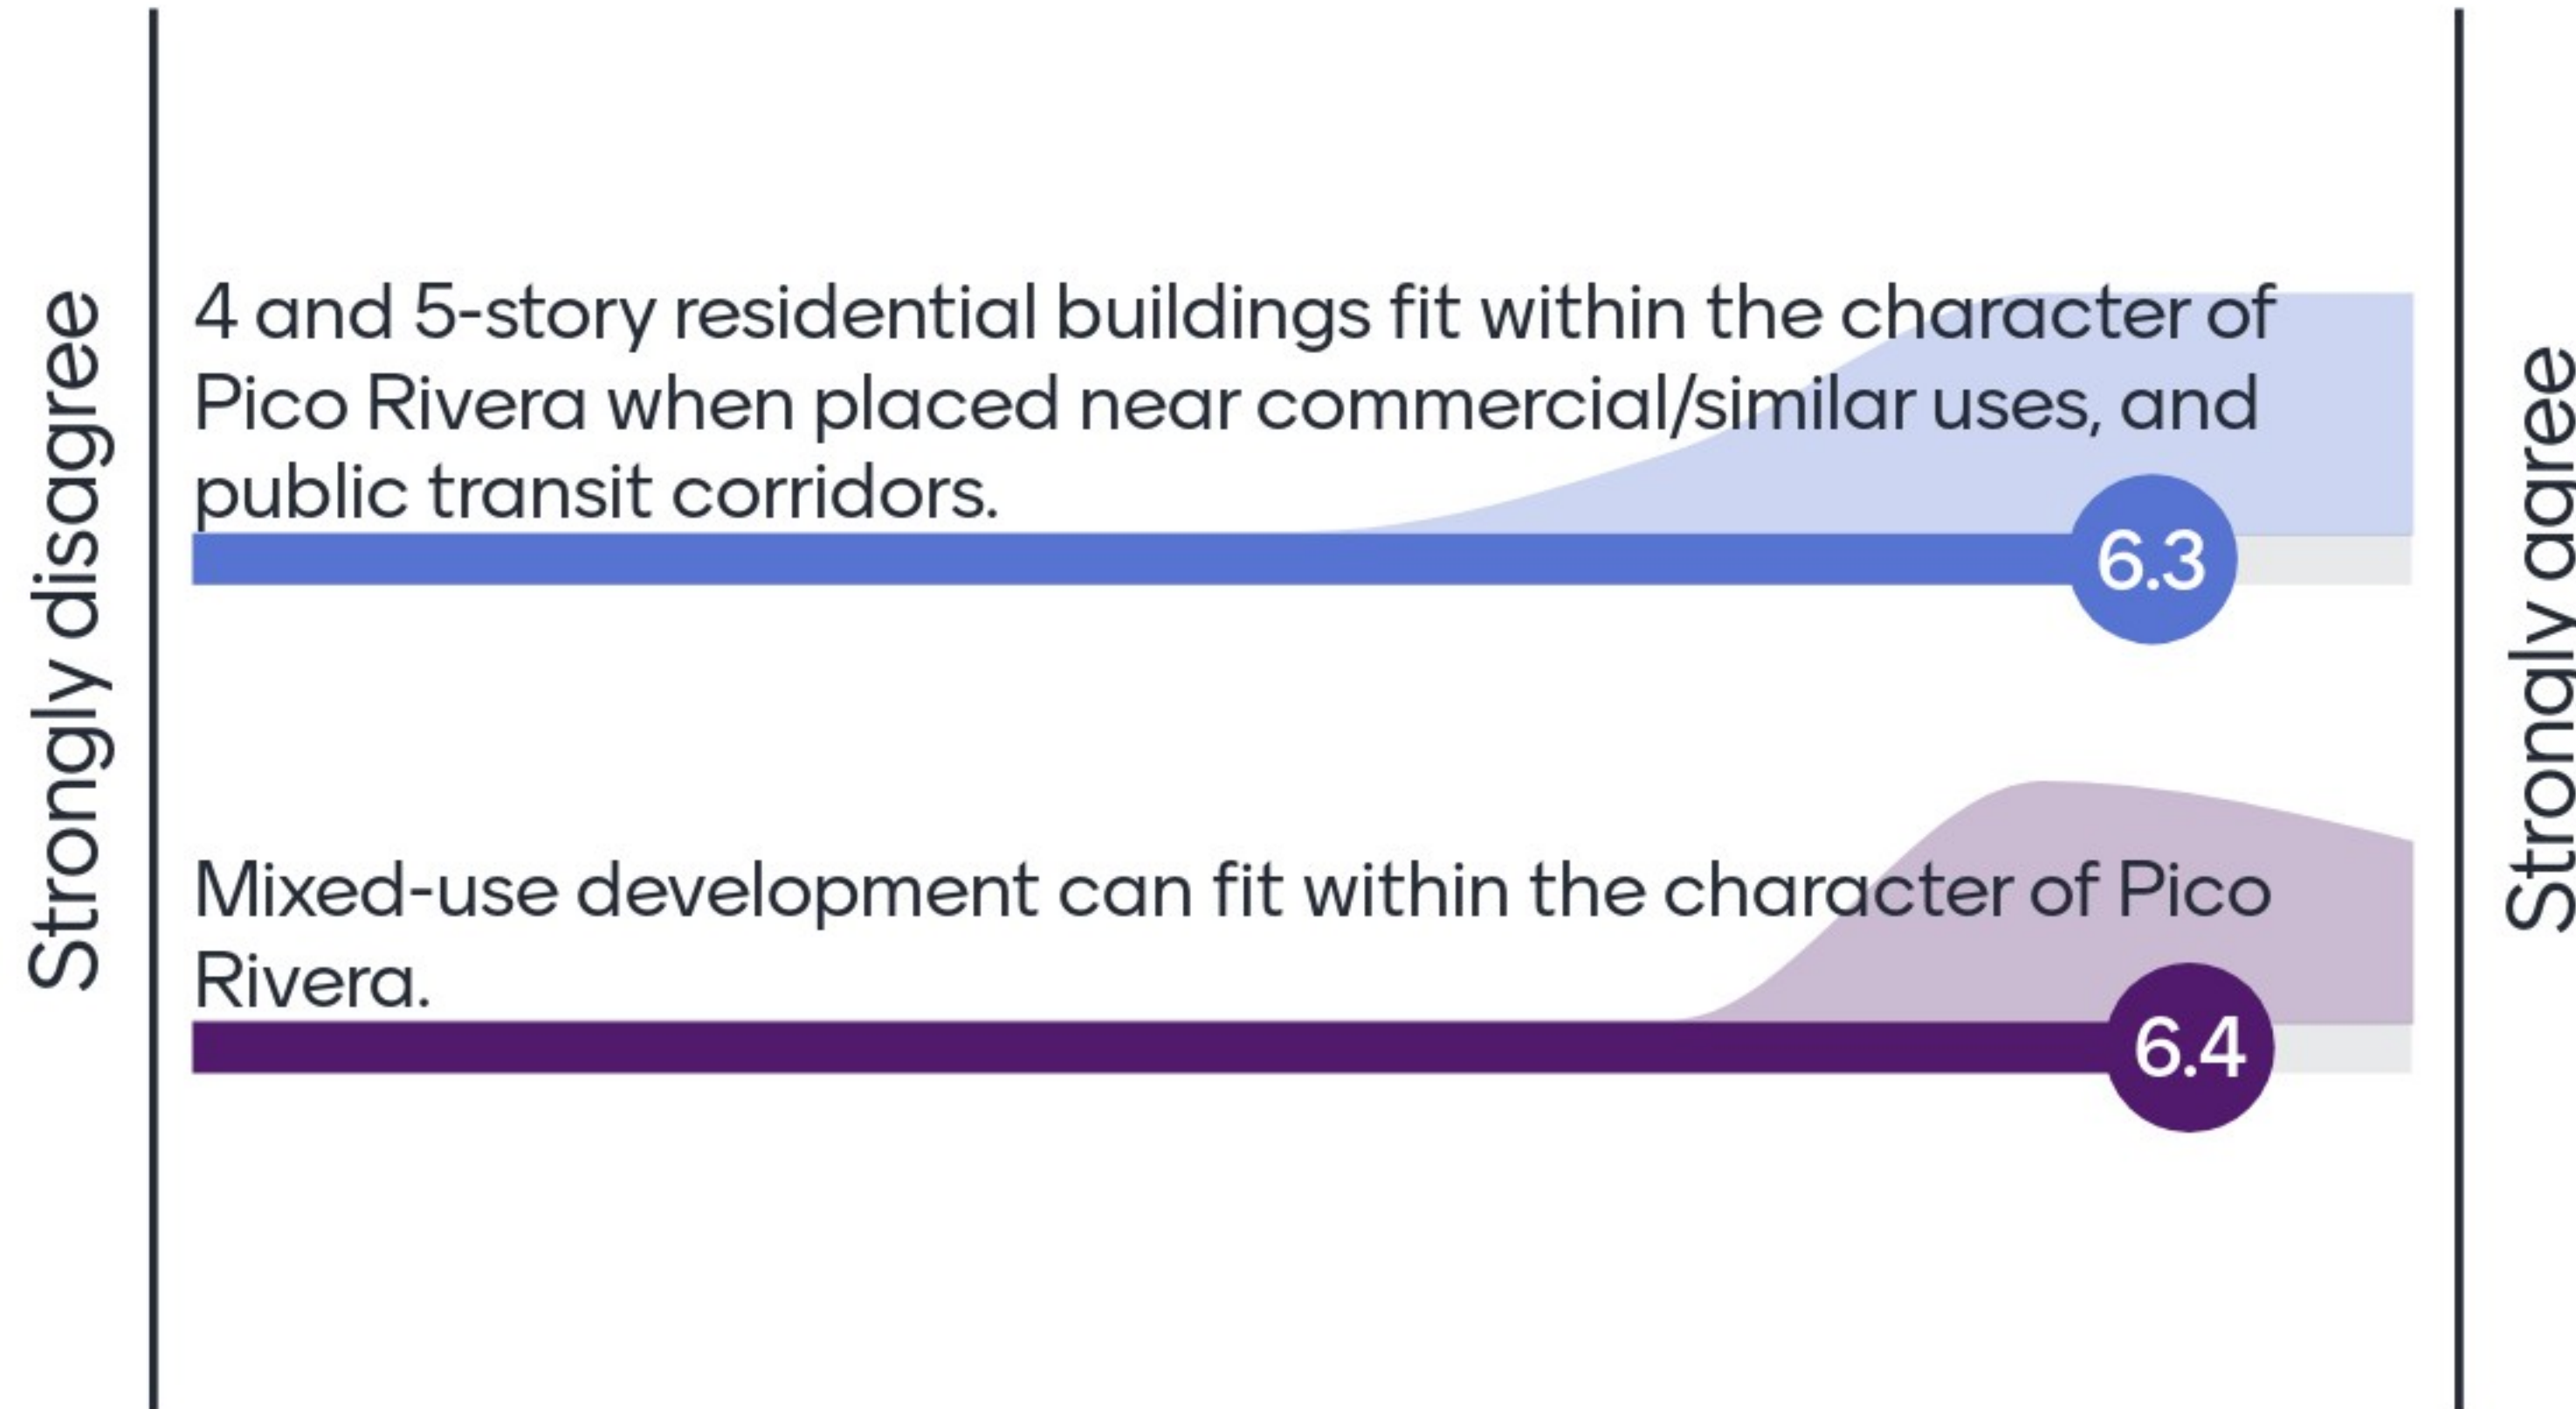 Strongly disagree
4 and 5-story residential buildings fit within the character of
Pico Rivera when placed near commercial/similar uses, and
public transit corridors.
6.3
Mixed-use development can fit within the character of Pico
Rivera.
6.4
Strongly agree